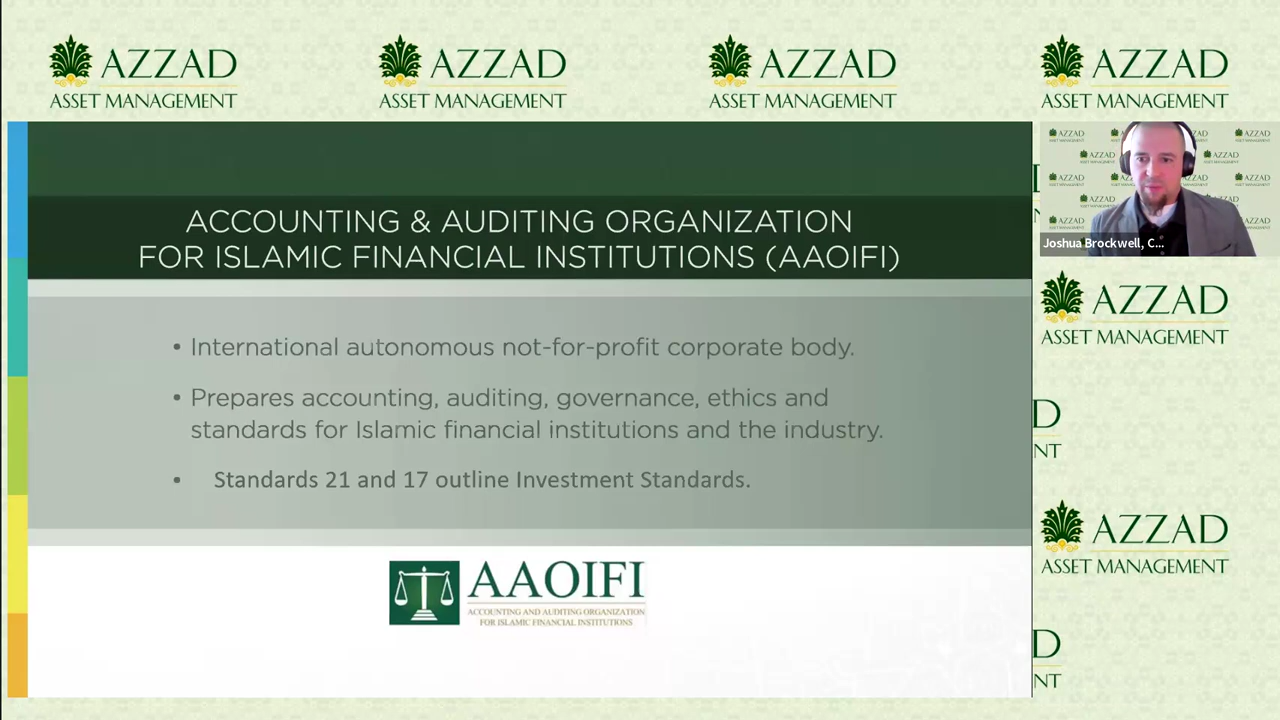 AZZAD
ASSET MANAGEMENT
AZZAD
ASSET MANAGEMENT
AZZAD
ASSET MANAGEMENT
AZZAD
ASSET MANAGEMENT
ACCOUNTING & AUDITING ORGANIZATION
FOR ISLAMIC FINANCIAL INSTITUTIONS (AAOIFI)
• International autonomous not-for-profit corporate body.
• Prepares accounting, auditing, governance, ethics and
standards for Islamic financial institutions and the industry.
• Standards 21 and 17 outline Investment Standards.
AAOIFI
ACCOUNTING AND AUDITING ORGANIZATION
FOR ISLAMIC FINANCIAL INSTITUTIONS
Joshua Brockwell, C...
AZZAD
ASSET MANAGEMENT
D
NT
AZZAD
ASSET MANAGEMENT
D
NT